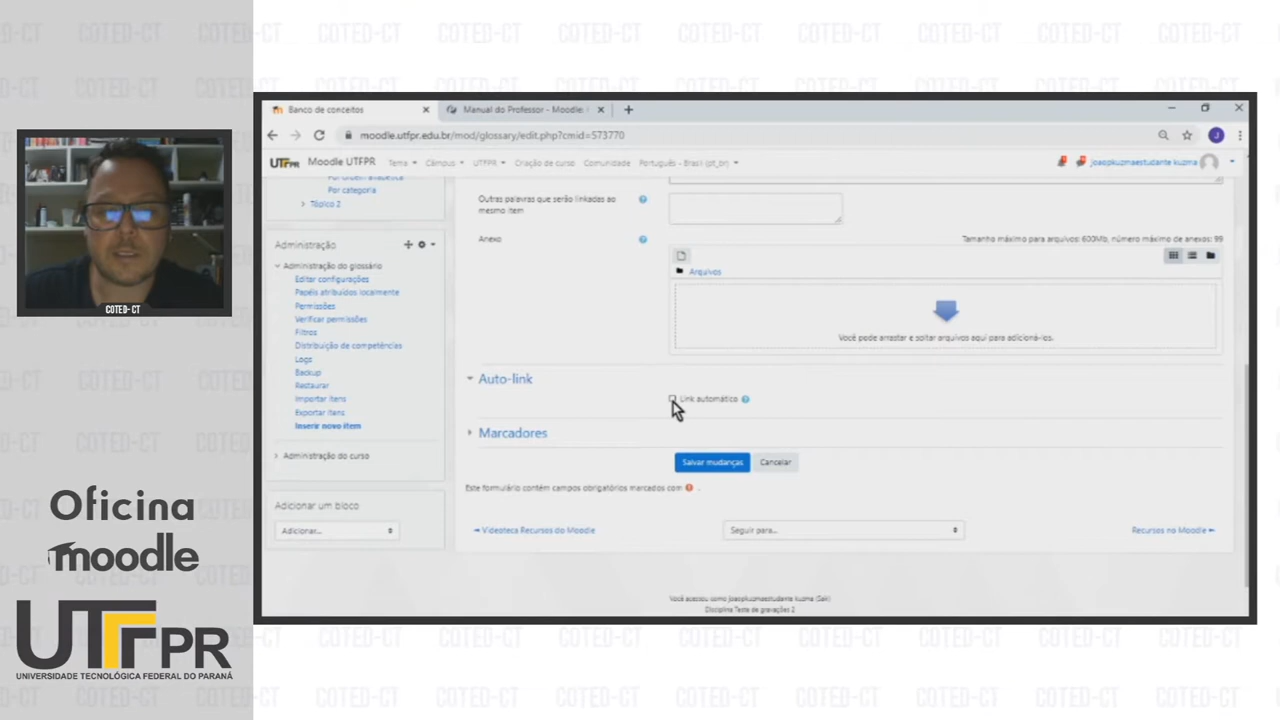 COTED-CT
Oficina
moodle
UTFPR
UNIVERSIDADE TECNOLÓGICA FEDERAL DO PARANÁ
Banco de conceitos
Manual do Professor - Moodle:
moodle.utfpr.edu.br/mod/glossary/edit.php?cmid=573770
J
UTFPR Moodle UTFPR
Tema
Câmpus
UTFPR
Criação de curso
Comunidade
Português - Brasil (pt_br)
joaopkuzmaestudante kuzma
Por ordem alfabética
Por categoria
Tópico 2
Administração
Administração do glossário
Editar configurações
Papéis atribuídos localmente
Permissões
Verificar permissões
Filtros
Distribuição de competências
Logs
Backup
Restaurar
Importar itens
Exportar itens
Inserir novo item
Administração do curso
Adicionar um bloco
Adicionar...
Outras palavras que serão linkadas ao
mesmo item
Anexo
Tamanho máximo para arquivos: 600Mb, número máximo de anexos: 99
Arquivos
Você pode arrastar e soltar arquivos aqui para adicioná-los.
Auto-link
Link automático
Marcadores
Salvar mudanças
Cancelar
Este formulário contém campos obrigatórios marcados com .
Videoteca Recursos do Moodle
Seguir para...
Recursos no Moodle
Você acessou como joaopkuzmaestudante kuzma (Sair)
Disciplina Teste de gravações 2